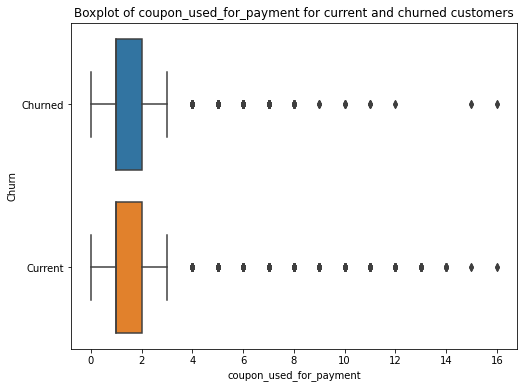 Boxplot of coupon_used_for_payment for current and churned customers
Churned
Churn
Current
0 2 4 6 8 10 12 14 16
coupon_used_for_payment